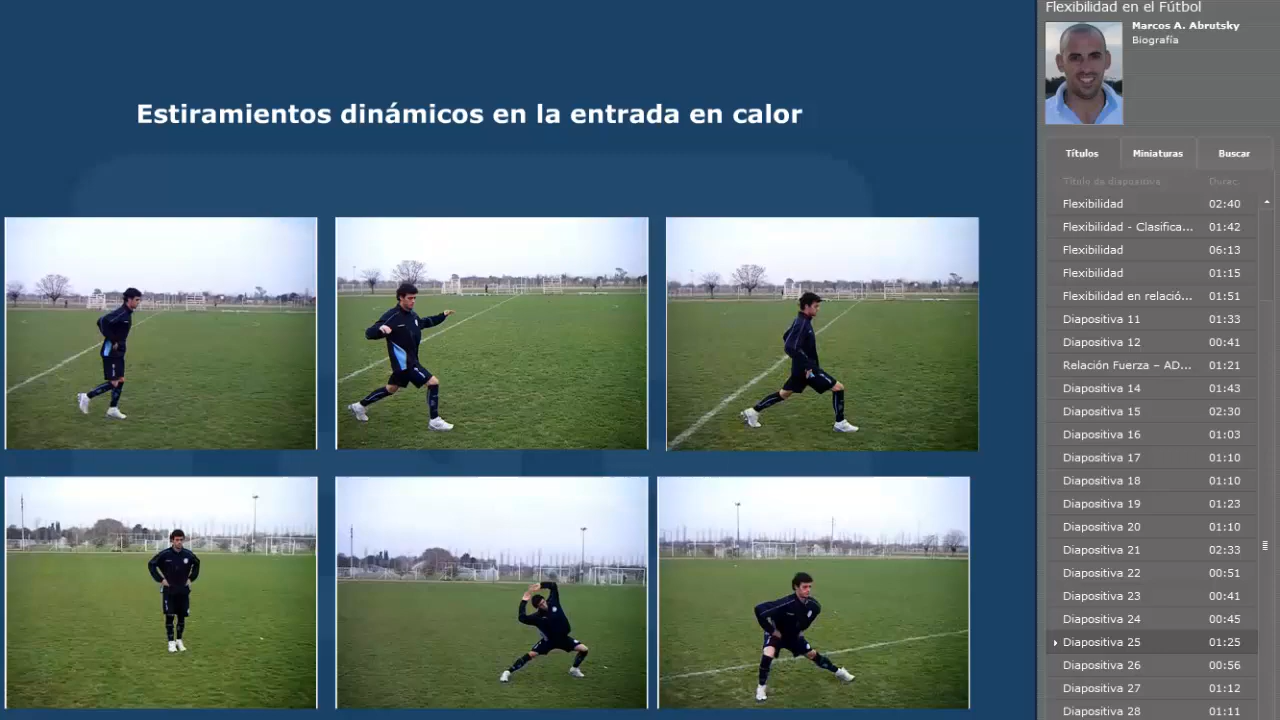 Flexibilidad en el Fútbol
Marcos A. Abrutsky
Biografía
Estiramientos dinámicos en la entrada en calor
Títulos Miniaturas Buscar
Título de diapositiva Durac.
Flexibilidad 02:40
Flexibilidad - Clasifica... 01:42
Flexibilidad 06:13
Flexibilidad 01:15
Flexibilidad en relació... 01:51
Diapositiva 11 01:33
Diapositiva 12 00:41
Relación Fuerza – AD... 01:21
Diapositiva 14 01:43
Diapositiva 15 02:30
Diapositiva 16 01:03
Diapositiva 17 01:10
Diapositiva 18 01:10
Diapositiva 19 01:23
Diapositiva 20 01:10
Diapositiva 21 02:33
Diapositiva 22 00:51
Diapositiva 23 00:41
Diapositiva 24 00:45
Diapositiva 25 01:25
Diapositiva 26 00:56
Diapositiva 27 01:12
Diapositiva 28 01:11